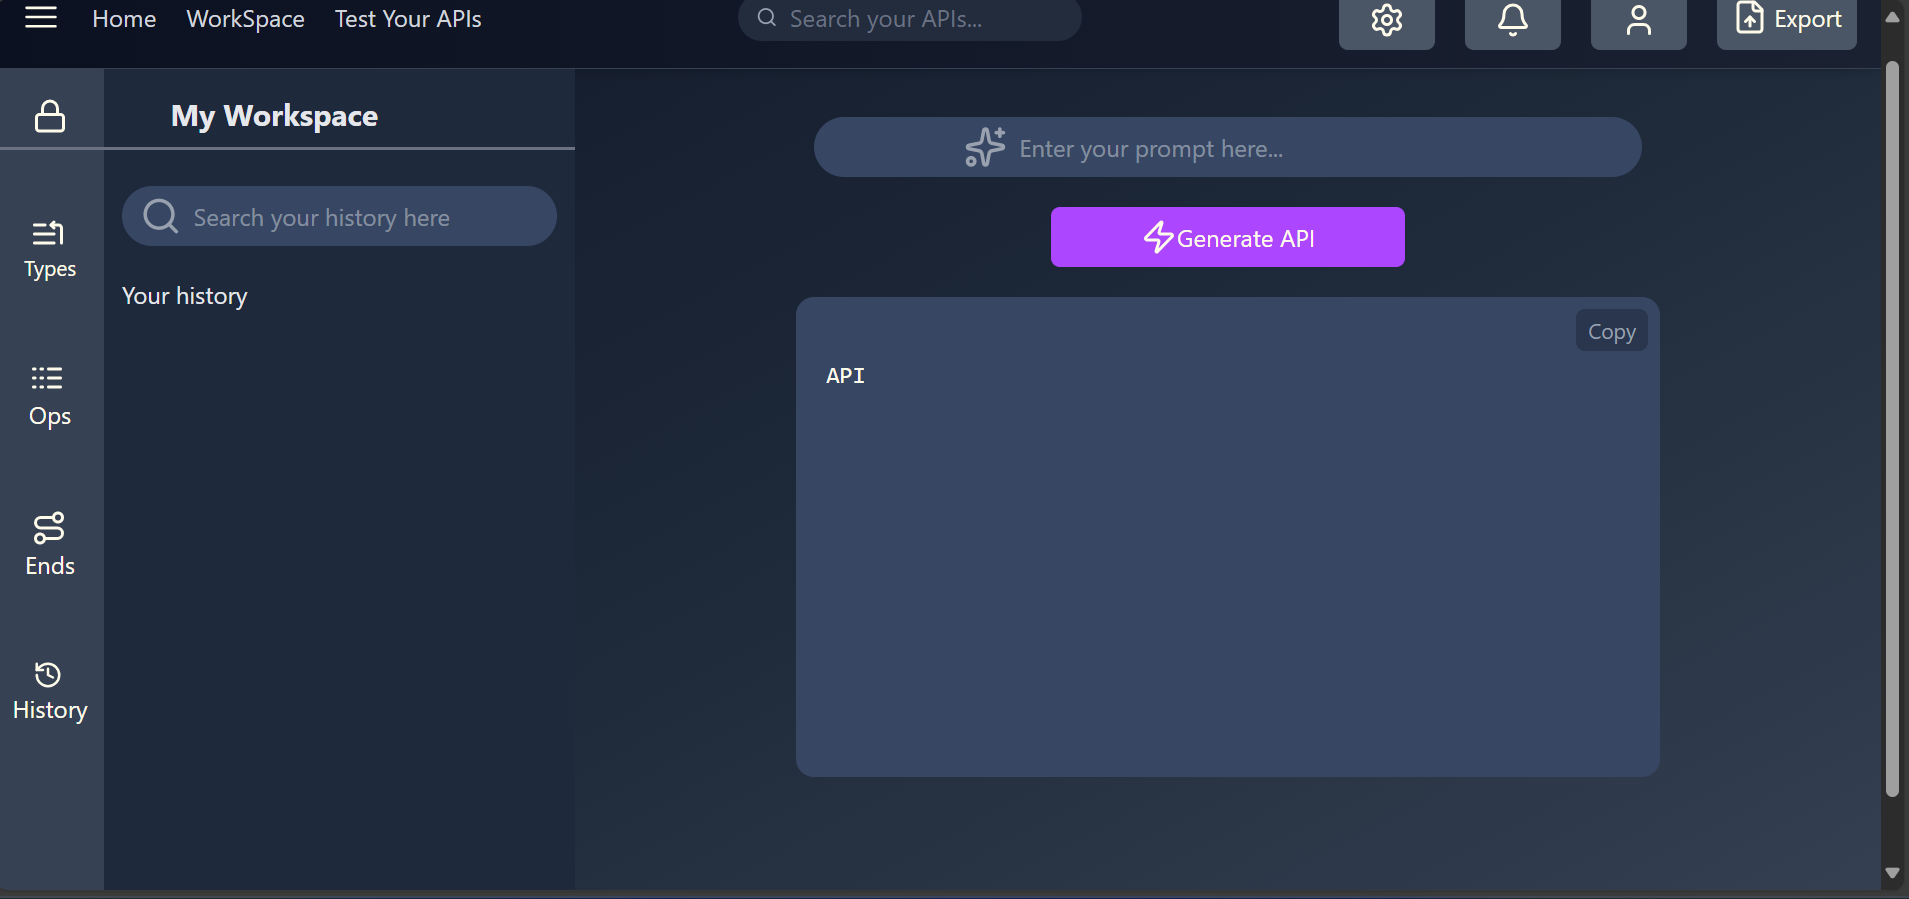 Home WorkSpace Test Your APIs Search your APIs... Export
My Workspace
Types
Ops
Ends
History
Search your history here
Your history
Enter your prompt here...
Generate API
Copy
API